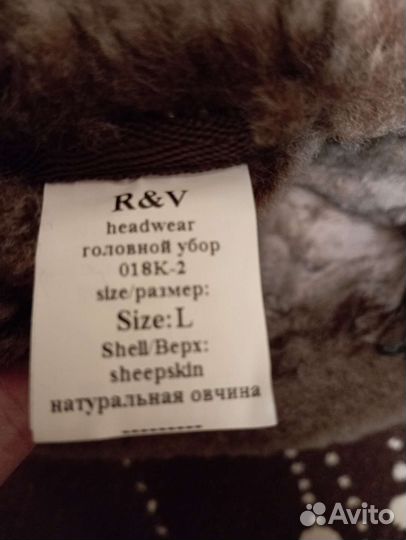 R&V
headwear
головной убор
018K-2
size/размер:
Size:L
Shell/Верх:
sheepskin
натуральная овчина
---------
Avito